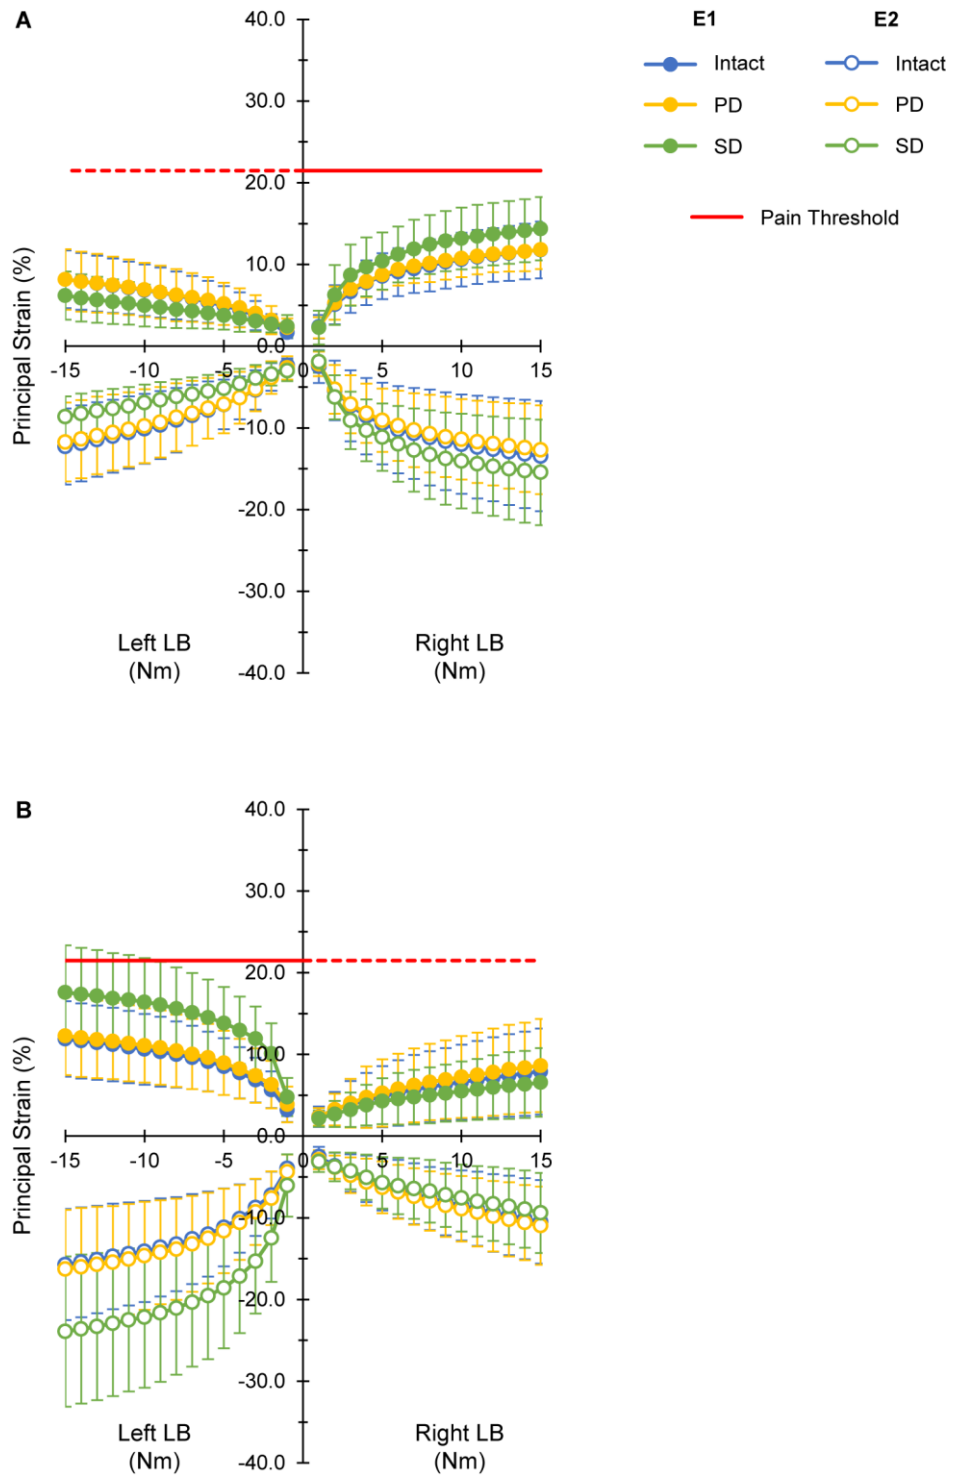 A
40.0
30.0
20.0
10.0
0.0
-10.0
-20.0
-30.0
-40.0
-15
-10
-5
0
5
10
15
Principal Strain (%)
Left LB
(Nm)
Right LB
(Nm)
E1
E2
Intact
Intact
PD
PD
SD
SD
Pain Threshold
B
40.0
30.0
20.0
10.0
0.0
-10.0
-20.0
-30.0
-40.0
-15
-10
-5
0
5
10
15
Principal Strain (%)
Left LB
(Nm)
Right LB
(Nm)